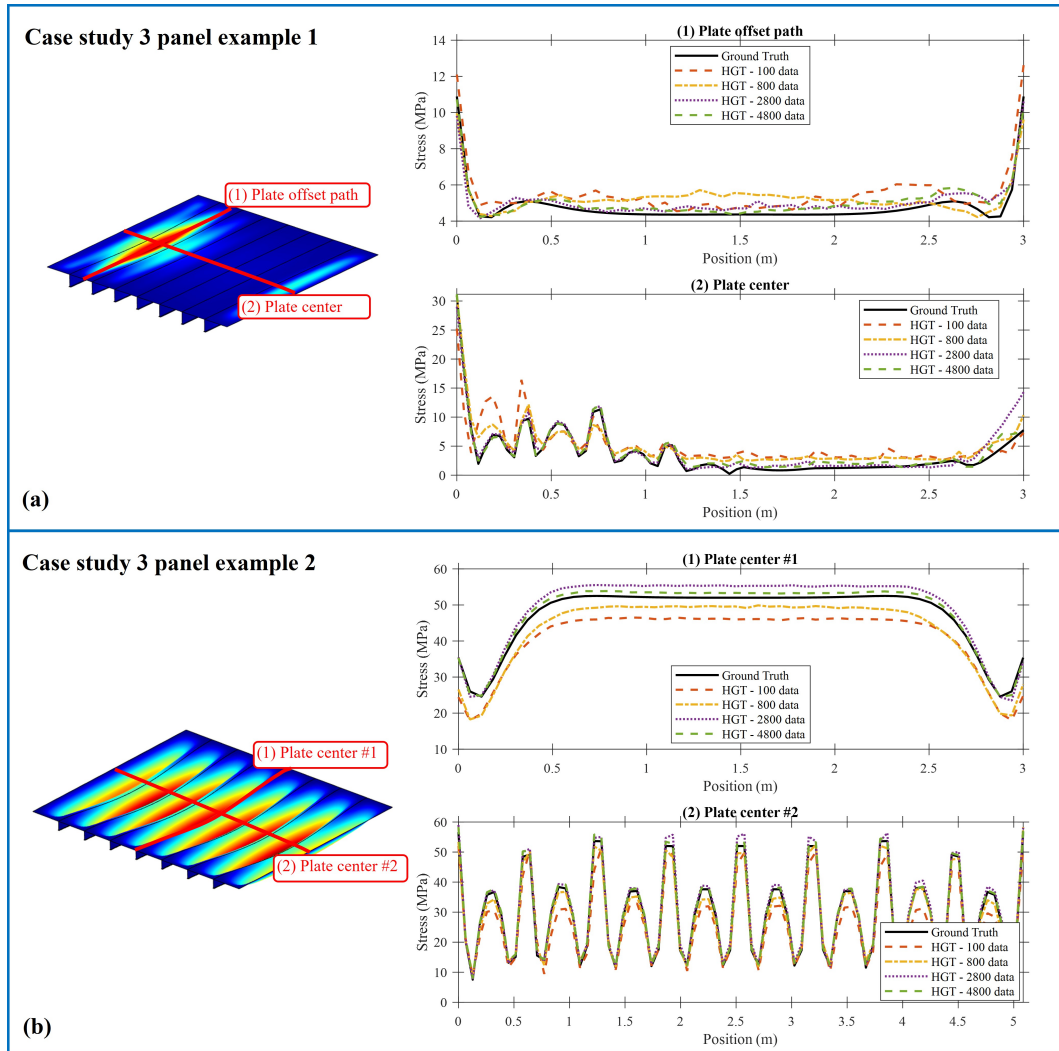 Case study 3 panel example 1
(1) Plate offset path
(2) Plate center
(a)
(1) Plate offset path
Ground Truth
HGT - 100 data
HGT - 800 data
HGT - 2800 data
HGT - 4800 data
Stress (MPa)
14
12
10
8
6
4
0 0.5 1 1.5 2 2.5 3
Position (m)
(2) Plate center
Ground Truth
HGT - 100 data
HGT - 800 data
HGT - 2800 data
HGT - 4800 data
Stress (MPa)
30
25
20
15
10
5
0
0 0.5 1 1.5 2 2.5 3
Position (m)
Case study 3 panel example 2
(1) Plate center #1
(2) Plate center #2
(b)
(1) Plate center #1
Ground Truth
HGT - 100 data
HGT - 800 data
HGT - 2800 data
HGT - 4800 data
Stress (MPa)
60
50
40
30
20
10
0 0.5 1 1.5 2 2.5 3
Position (m)
(2) Plate center #2
Ground Truth
HGT - 100 data
HGT - 800 data
HGT - 2800 data
HGT - 4800 data
Stress (MPa)
60
50
40
30
20
10
0
0 0.5 1 1.5 2 2.5 3 3.5 4 4.5 5
Position (m)